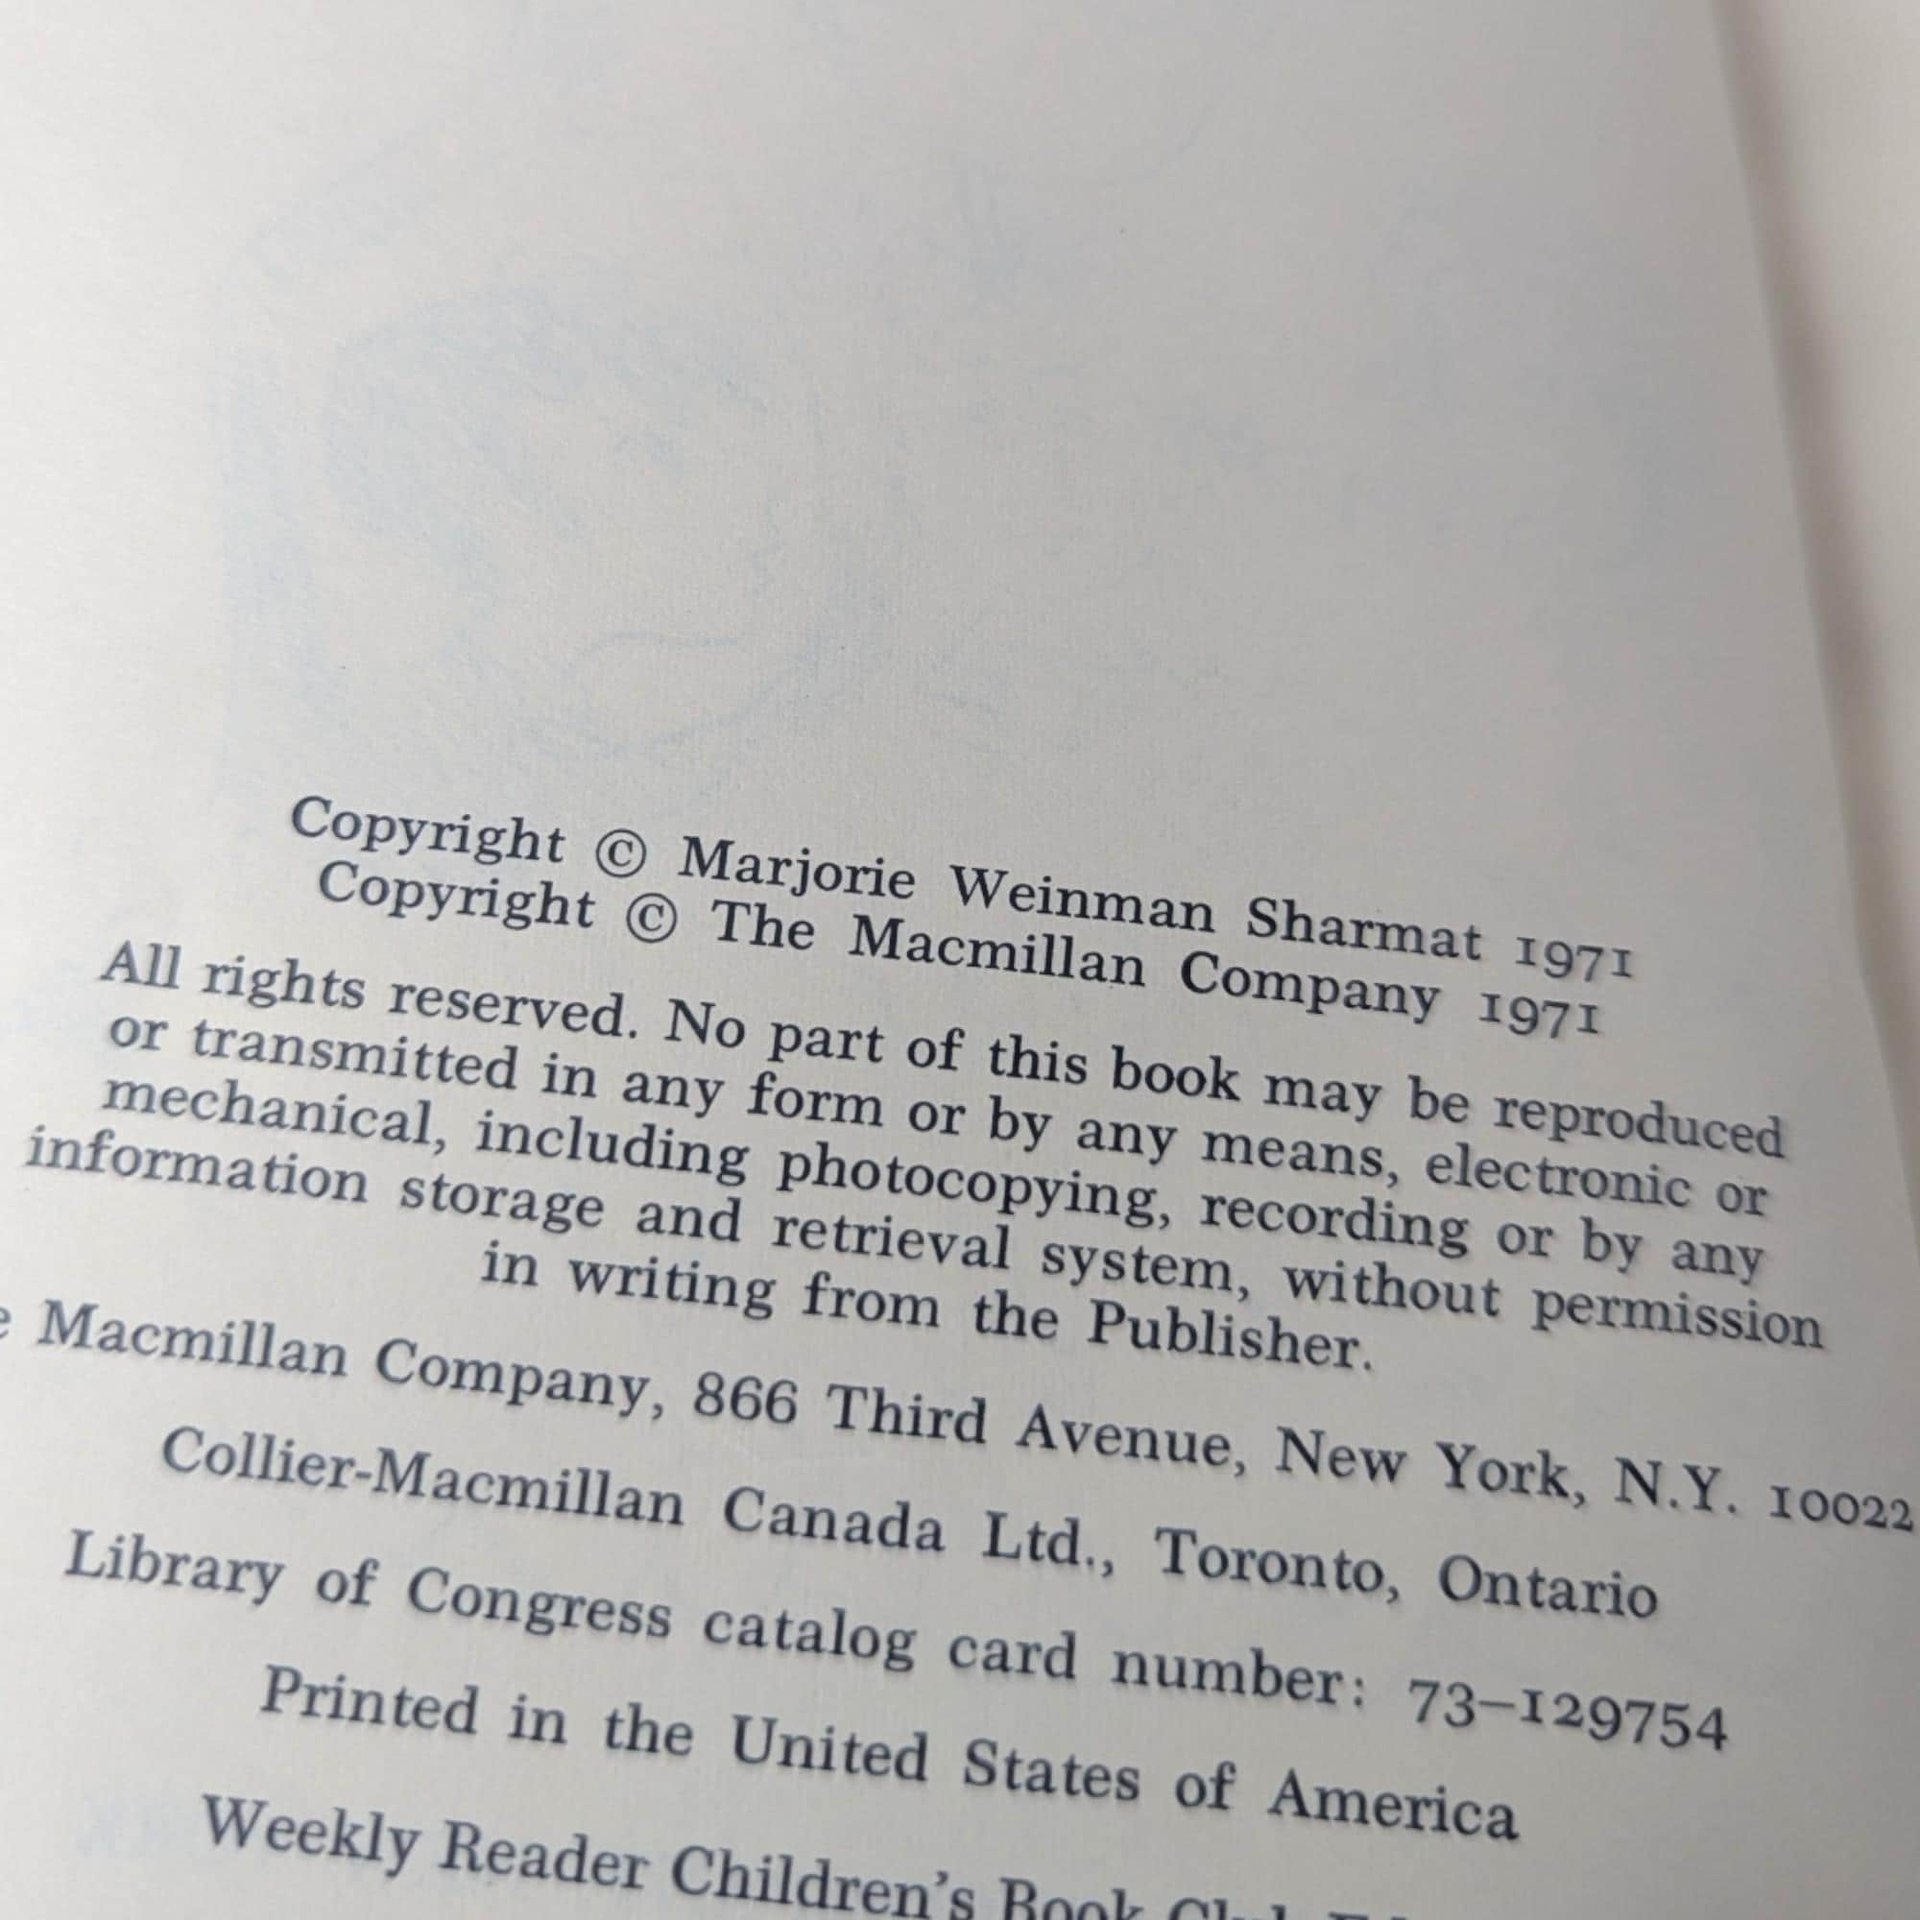 Copyright © Marjorie Weinman Sharmat 1971
Copyright © The Macmillan Company 1971
All rights reserved. No part of this book may be reproduced
or transmitted in any form or by any means, electronic or
mechanical, including photocopying, recording or by any
information storage and retrieval system, without permission
in writing from the Publisher.
Macmillan Company, 866 Third Avenue, New York, N.Y. 10022
Collier-Macmillan Canada Ltd., Toronto, Ontario
Library of Congress catalog card number: 73–129754
Printed in the United States of America
Weekly Reader Children's Book Club